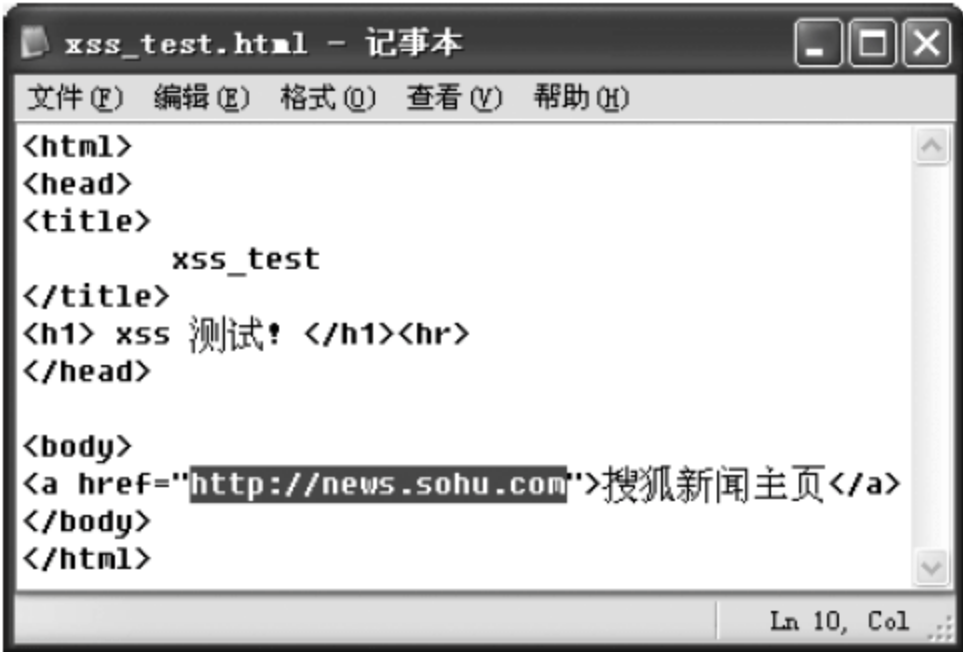 xss_test.html - 记事本
文件(F) 编辑(E) 格式(O) 查看(V) 帮助(H)
<html>
<head>
<title>
        xss_test
</title>
<h1> xss 测试! </h1><hr>
</head>

<body>
<a href="http://news.sohu.com">搜狐新闻主页</a>
</body>
</html>
Ln 10, Col